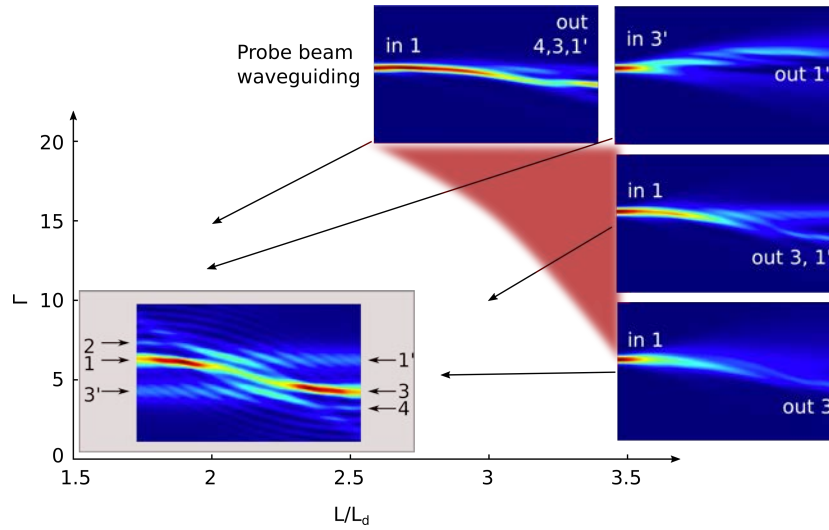 Probe beam
waveguiding
in 1
out
4,3,1'
in 3'
out 1'
in 1
out 3, 1'
in 1
out 3
2
1
3'
1'
3
4
Γ
20
15
10
5
0
1.5
2
2.5
3
3.5
L/Ld